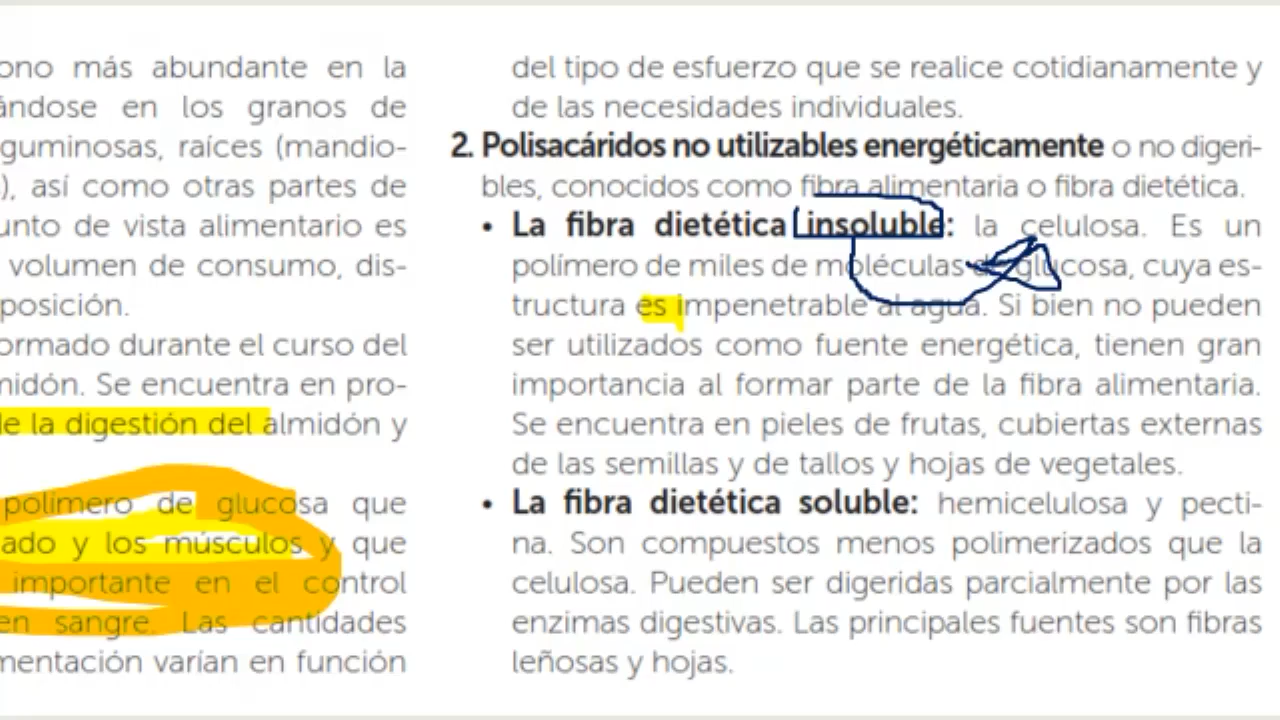 ono más abundante en la
ándose en los granos de
guminosas, raíces (mandio-
), así como otras partes de
unto de vista alimentario es
volumen de consumo, dis-
posición.
ormado durante el curso del
midón. Se encuentra en pro-
de la digestión del almidón y
polímero de glucosa que
ado y los músculos y que
importante en el control
en sangre. Las cantidades
mentación varían en función
del tipo de esfuerzo que se realice cotidianamente y
de las necesidades individuales.
2. Polisacáridos no utilizables energéticamente o no digeri-
bles, conocidos como fibra alimentaria o fibra dietética.
• La fibra dietética insoluble: la celulosa. Es un
polímero de miles de moléculas de glucosa, cuya es-
tructura es impenetrable al agua. Si bien no pueden
ser utilizados como fuente energética, tienen gran
importancia al formar parte de la fibra alimentaria.
Se encuentra en pieles de frutas, cubiertas externas
de las semillas y de tallos y hojas de vegetales.
• La fibra dietética soluble: hemicelulosa y pecti-
na. Son compuestos menos polimerizados que la
celulosa. Pueden ser digeridas parcialmente por las
enzimas digestivas. Las principales fuentes son fibras
leñosas y hojas.